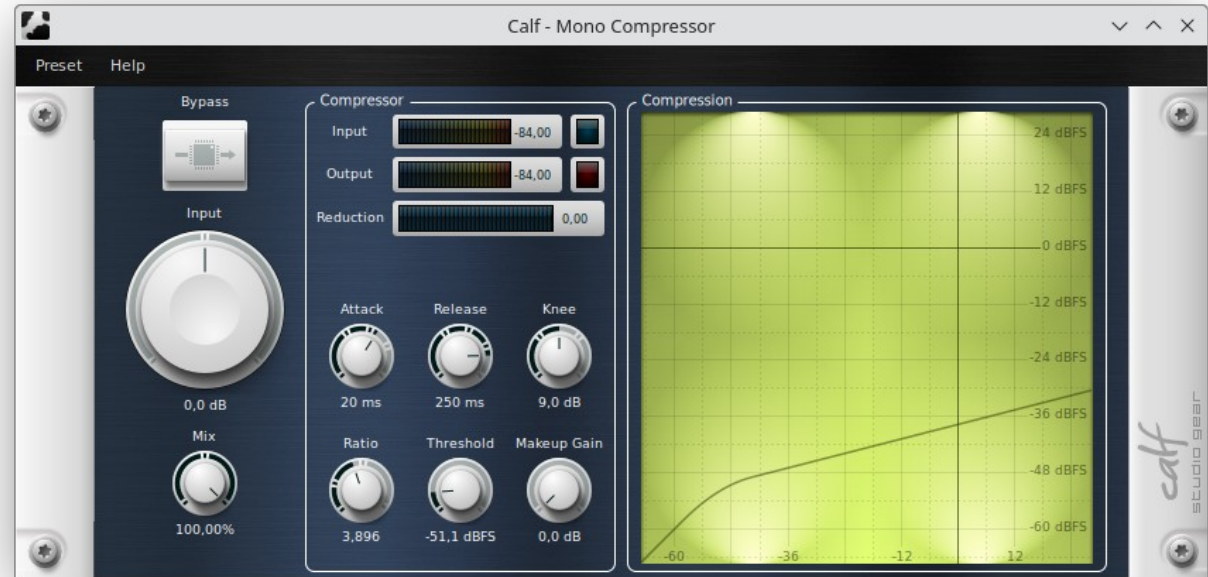 Calf - Mono Compressor
Preset Help
Bypass
Input
0,0 dB
Mix
100,00%
Compressor
Input -84,00
Output -84,00
Reduction 0,00
Attack Release Knee
20 ms 250 ms 9,0 dB
Ratio Threshold Makeup Gain
3,896 -51,1 dBFS 0,0 dB
Compression
24 dBFS
12 dBFS
0 dBFS
-12 dBFS
-24 dBFS
-36 dBFS
-48 dBFS
-60 dBFS
-60 -36 -12 12
calf
studio gear